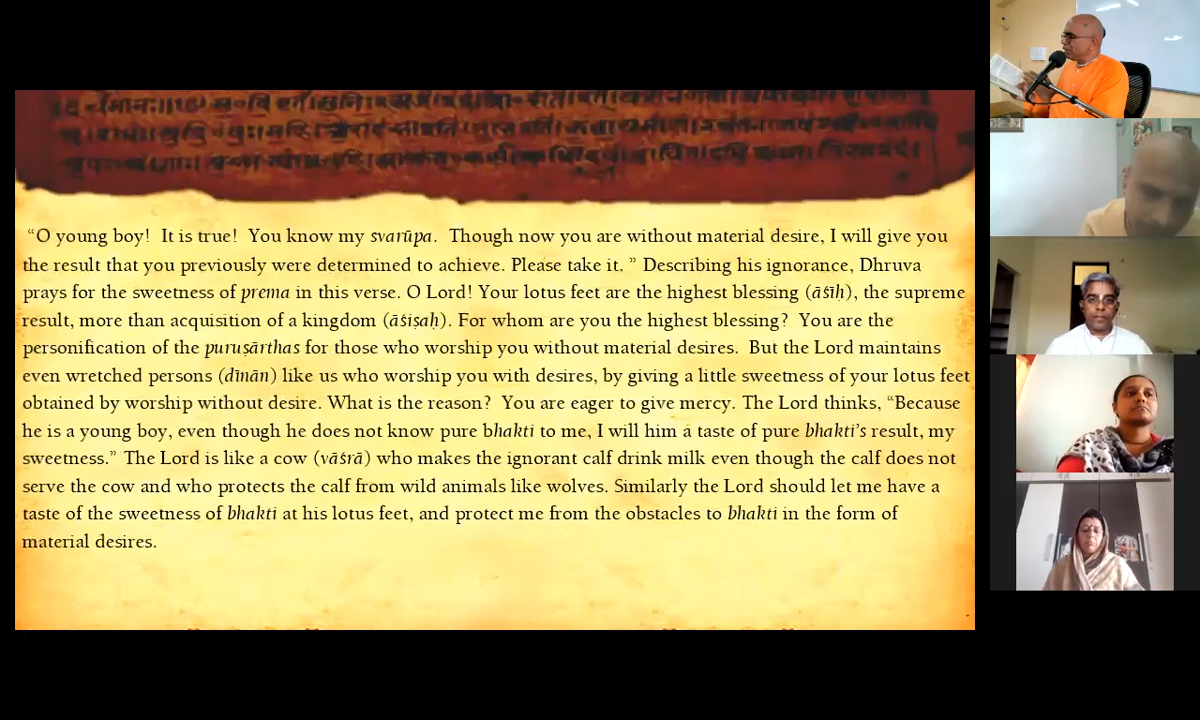 “O young boy!  It is true!  You know my svarūpa.  Though now you are without material desire, I will give you
the result that you previously were determined to achieve. Please take it. ” Describing his ignorance, Dhruva
prays for the sweetness of prema in this verse. O Lord! Your lotus feet are the highest blessing (āśīḥ), the supreme
result, more than acquisition of a kingdom (āśiṣaḥ). For whom are you the highest blessing?  You are the
personification of the puruṣārthas for those who worship you without material desires.  But the Lord maintains
even wretched persons (dīnān) like us who worship you with desires, by giving a little sweetness of your lotus feet
obtained by worship without desire. What is the reason?  You are eager to give mercy. The Lord thinks, “Because
he is a young boy, even though he does not know pure bhakti to me, I will him a taste of pure bhakti’s result, my
sweetness.” The Lord is like a cow (vāśrā) who makes the ignorant calf drink milk even though the calf does not
serve the cow and who protects the calf from wild animals like wolves. Similarly the Lord should let me have a
taste of the sweetness of bhakti at his lotus feet, and protect me from the obstacles to bhakti in the form of
material desires.